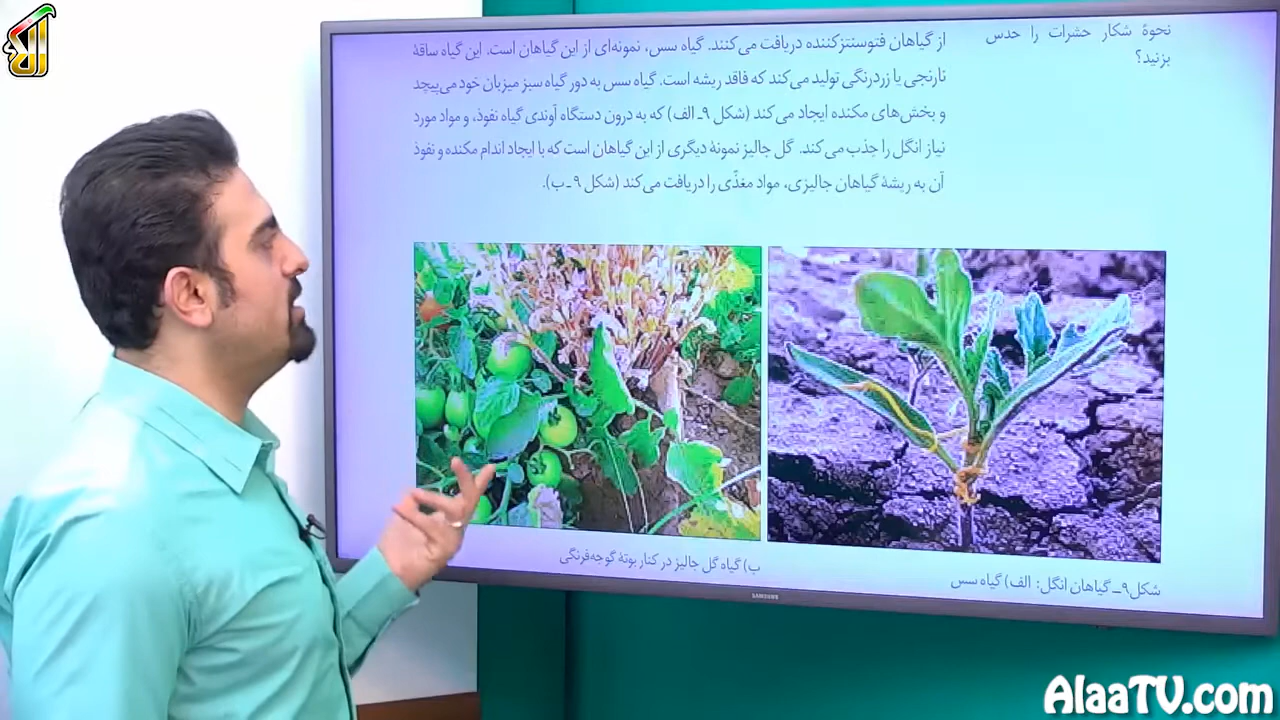 نحوهٔ شکار حشرات را حدس
بزنید؟
از گیاهان فتوسنتزکننده دریافت می‌کنند. گیاه سس، نمونه‌ای از این گیاهان است. این گیاه ساقهٔ
نارنجی یا زردرنگی تولید می‌کند که فاقد ریشه است. گیاه سس به دور گیاه سبز میزبان خود می‌پیچد
و بخش‌های مکنده ایجاد می‌کند (شکل ۹ـ الف) که به درون دستگاه آوندی گیاه نفوذ، و مواد مورد
نیاز انگل را جذب می‌کند. گل جالیز نمونهٔ دیگری از این گیاهان است که با ایجاد اندام مکنده و نفوذ
آن به ریشهٔ گیاهان جالیزی، مواد مغذّی را دریافت می‌کند (شکل ۹ ـ ب).
شکل۹ـ گیاهان انگل: الف) گیاه سس
ب) گیاه گل جالیز در کنار بوتهٔ گوجه‌فرنگی
SAMSUNG
AlaaTV.com